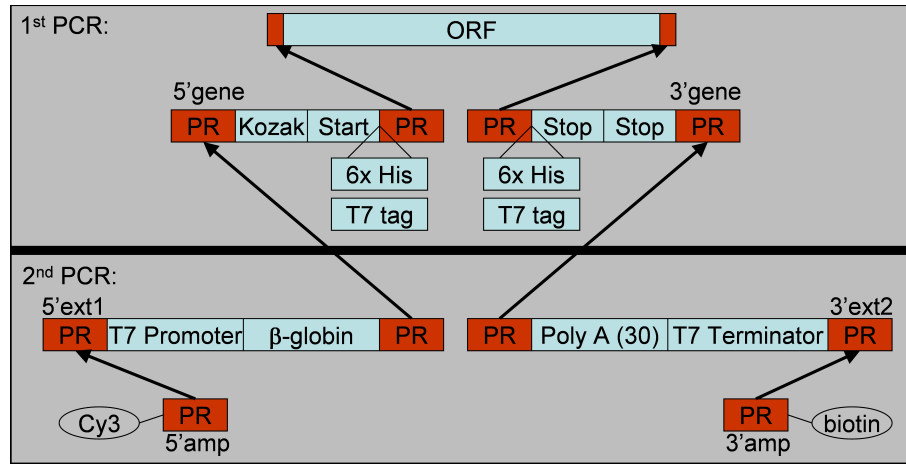 1st PCR:
ORF
5'gene
3'gene
PR Kozak Start PR
PR Stop Stop PR
6x His
6x His
T7 tag
T7 tag
2nd PCR:
5'ext1
3'ext2
PR T7 Promoter β-globin PR
PR Poly A (30) T7 Terminator PR
Cy3 PR
PR biotin
5'amp
3'amp